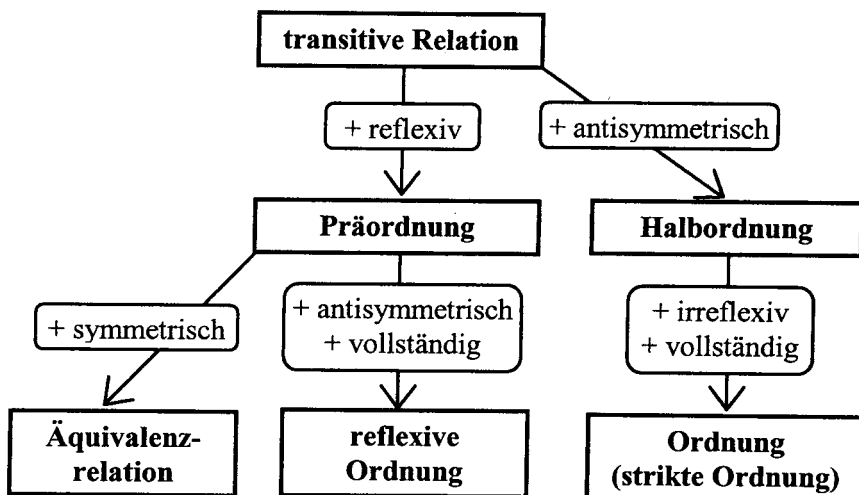 transitive Relation
+ reflexiv
+ antisymmetrisch
Präordnung
Halbordnung
+ symmetrisch
+ antisymmetrisch
+ vollständig
+ irreflexiv
+ vollständig
Äquivalenz-
relation
reflexive
Ordnung
Ordnung
(strikte Ordnung)